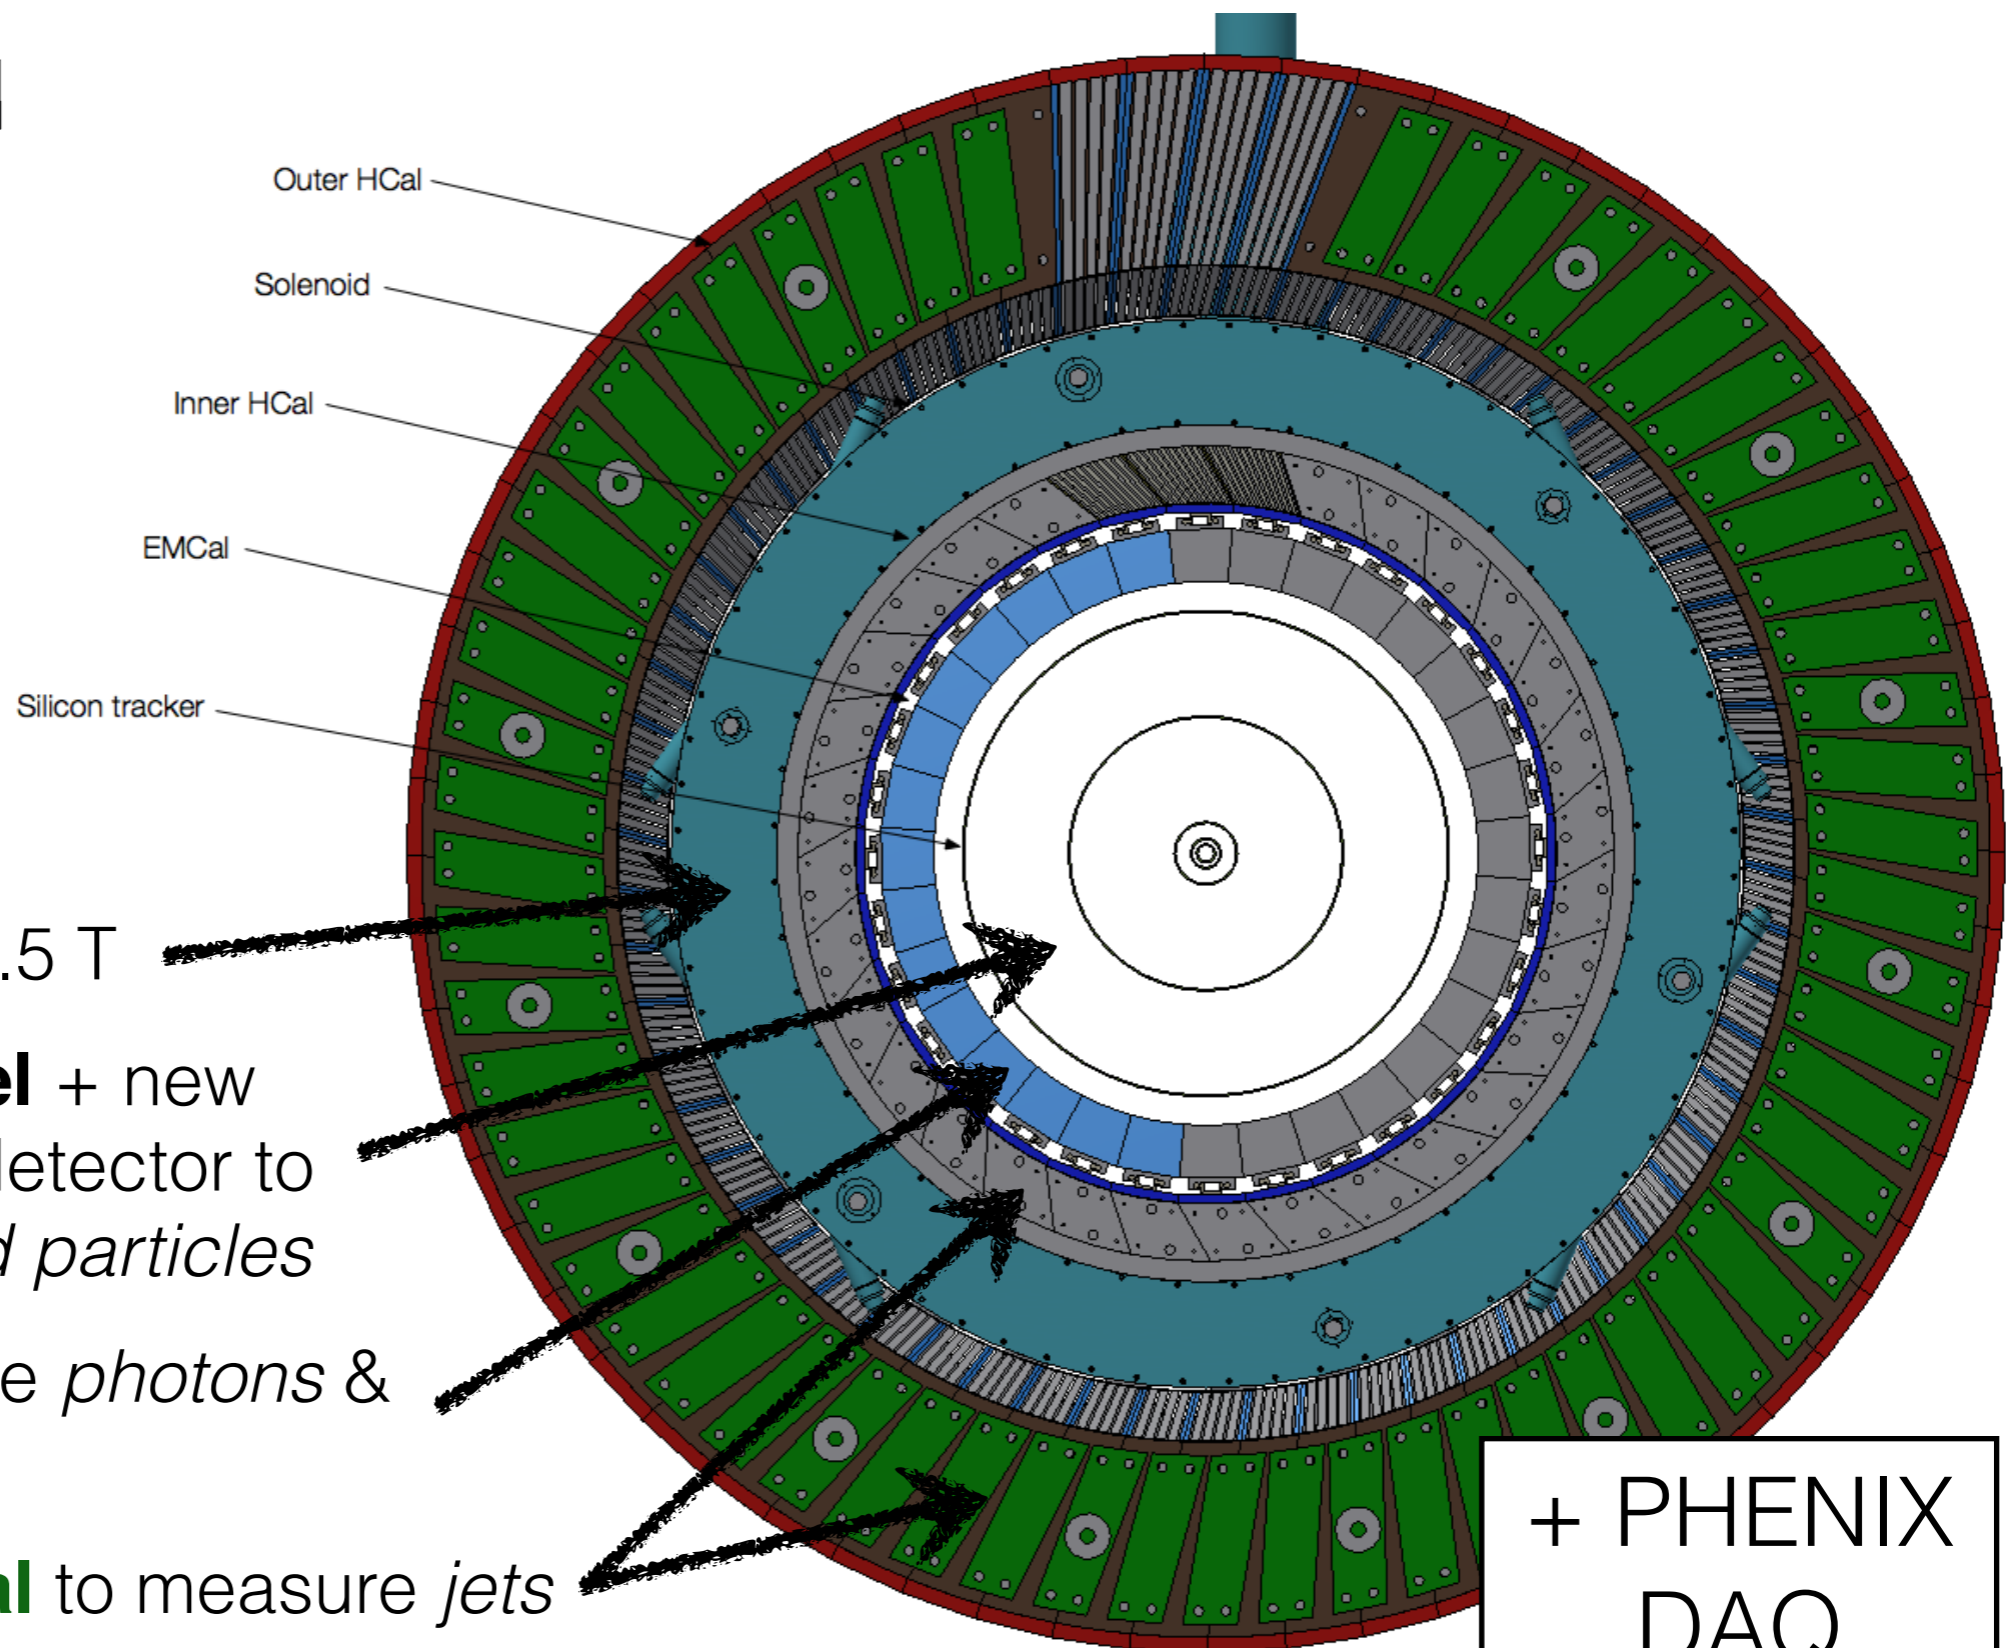 Outer HCal
Solenoid
Inner HCal
EMCal
Silicon tracker
.5 T
el + new
detector to
d particles
e photons &
al to measure jets
+ PHENIX
DAQ